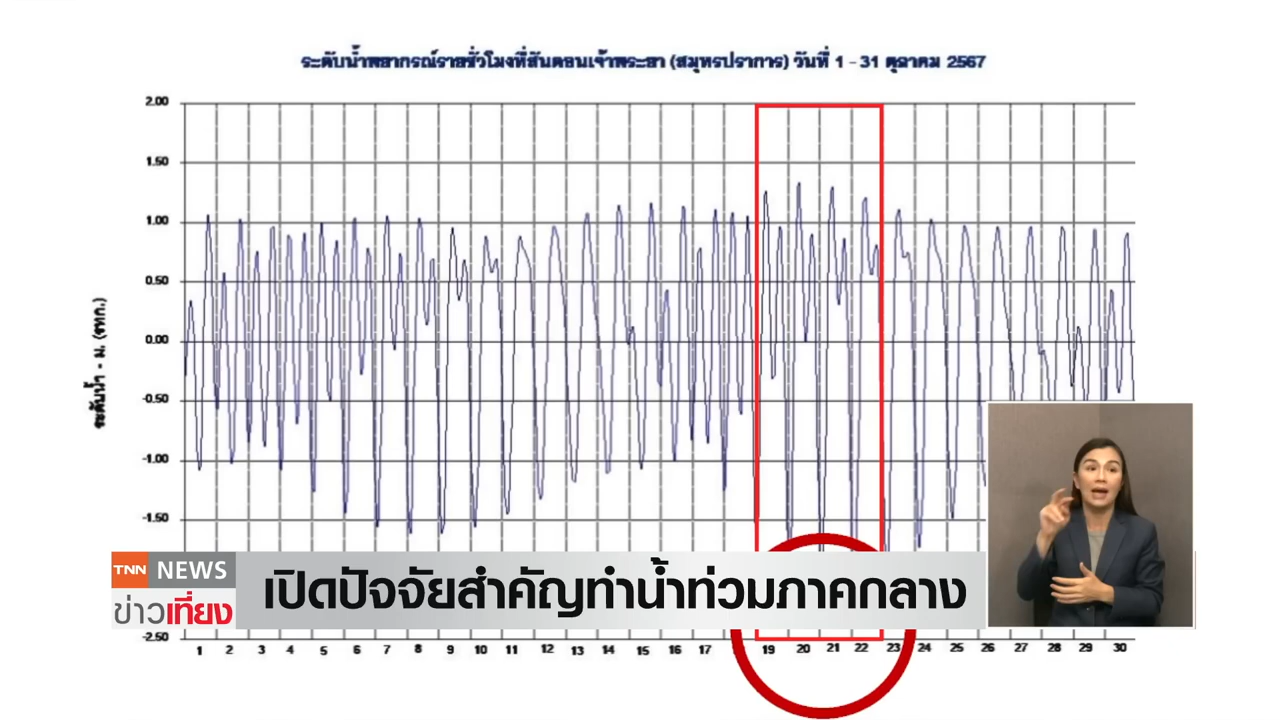 ระดับน้ำพยากรณ์รายชั่วโมงที่สันดอนเจ้าพระยา (สมุทรปราการ) วันที่ 1 - 31 ตุลาคม 2567
2.00
1.50
1.00
0.50
0.00
-0.50
-1.00
-1.50
-2.50
ระดับน้ำ - ม. (รทก.)
TNN NEWS
ข่าวเที่ยง
เปิดปัจจัยสำคัญทำน้ำท่วมภาคกลาง
1 2 3 4 5 6 7 8 9 10 11 12 13 14 15 16 17 19 20 21 22 23 24 25 26 27 28 29 30